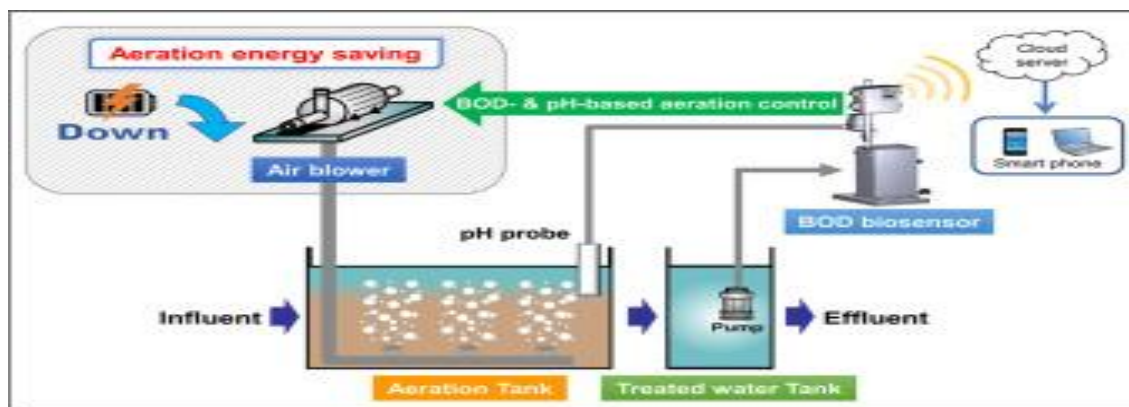 Aeration energy saving
Down
Air blower
BOD- & pH-based aeration control
Cloud
server
Smart phone
BOD biosensor
pH probe
Influent
Pump
Effluent
Aeration Tank
Treated water Tank